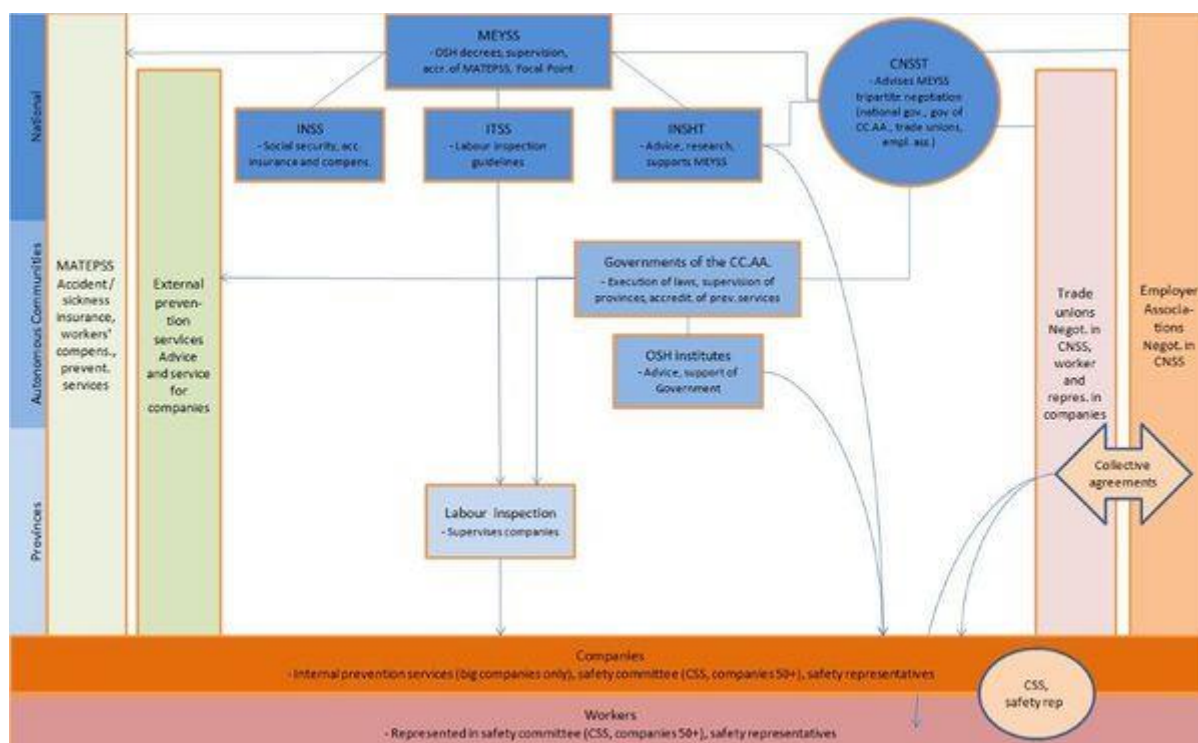 MEYSS
- OSH decrees, supervision,
accr. of MATEPSS, Focal Point
CNSST
- Advises MEYSS
tripartite negotiation
(national gov., gov of
CC.AA., trade unions,
empl. ass.)
National
INSS
- Social security, acc.
insurance and compens.
ITSS
- Labour inspection
guidelines
INSHT
- Advice, research,
supports MEYSS
Autonomous Communities
MATEPSS
Accident /
sickness
insurance,
workers'
compens.,
prevent.
services
External
preven-
tion
services
Advice
and service
for
companies
Governments of the CC.AA.
- Execution of laws, supervision of
provinces, accredit. of prev. services
OSH institutes
- Advice, support of
Government
Trade
unions
Negot. in
CNSS,
worker
and
repres. in
companies
Employer
Associa-
tions
Negot. in
CNSS
Collective
agreements
Provinces
Labour inspection
- Supervises companies
Companies
- Internal prevention services (big companies only), safety committee (CSS, companies 50+), safety representatives
CSS,
safety rep
Workers
- Represented in safety committee (CSS, companies 50+), safety representatives